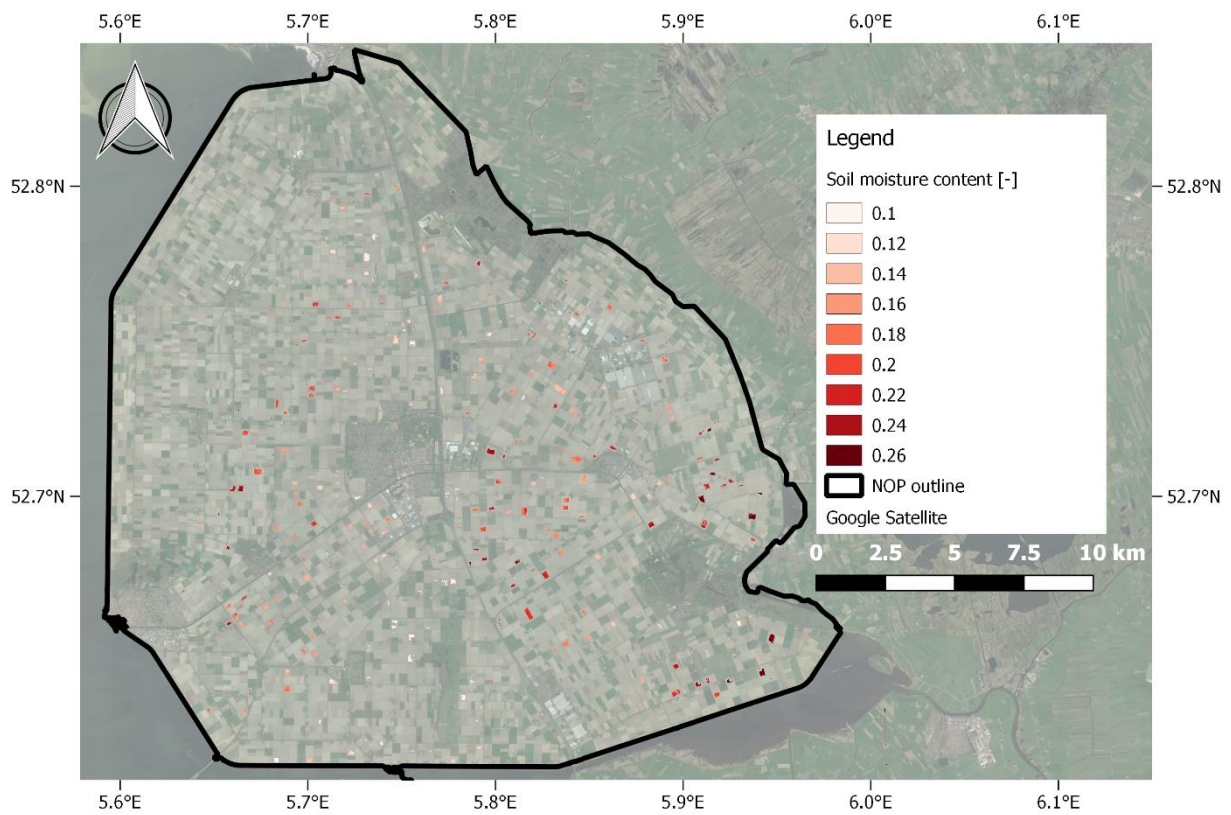 5.6°E 5.7°E 5.8°E 5.9°E 6.0°E 6.1°E
Legend
Soil moisture content [-]
0.1
0.12
0.14
0.16
0.18
0.2
0.22
0.24
0.26
NOP outline
Google Satellite
0 2.5 5 7.5 10 km
52.8°N 52.8°N
52.7°N 52.7°N
5.6°E 5.7°E 5.8°E 5.9°E 6.0°E 6.1°E